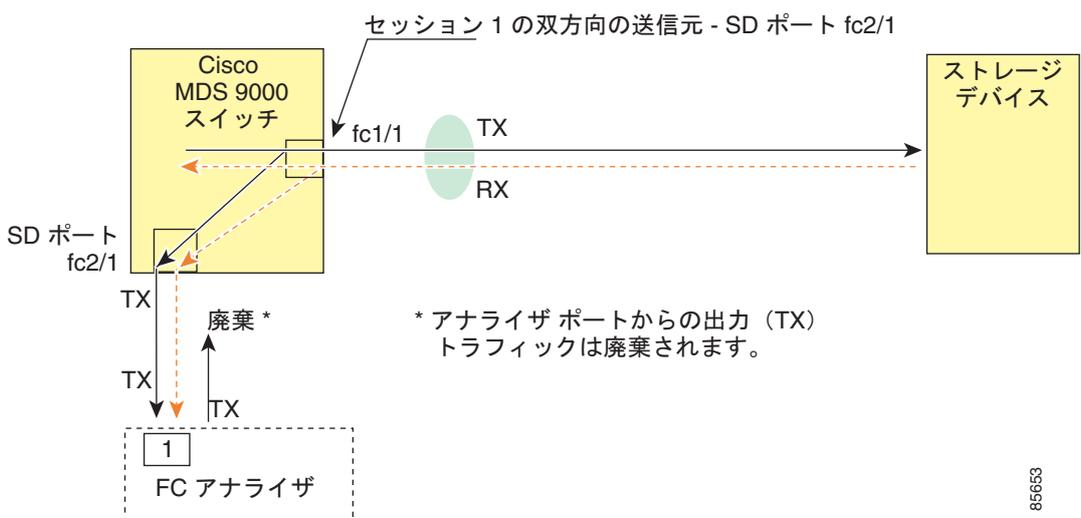 セッション 1 の双方向の送信元 - SD ポート fc2/1
Cisco
MDS 9000
スイッチ
ストレージ
デバイス
fc1/1
TX
RX
SD ポート
fc2/1
TX
廃棄 *
* アナライザ ポートからの出力（TX）
トラフィックは廃棄されます。
TX
TX
1
FC アナライザ
85653